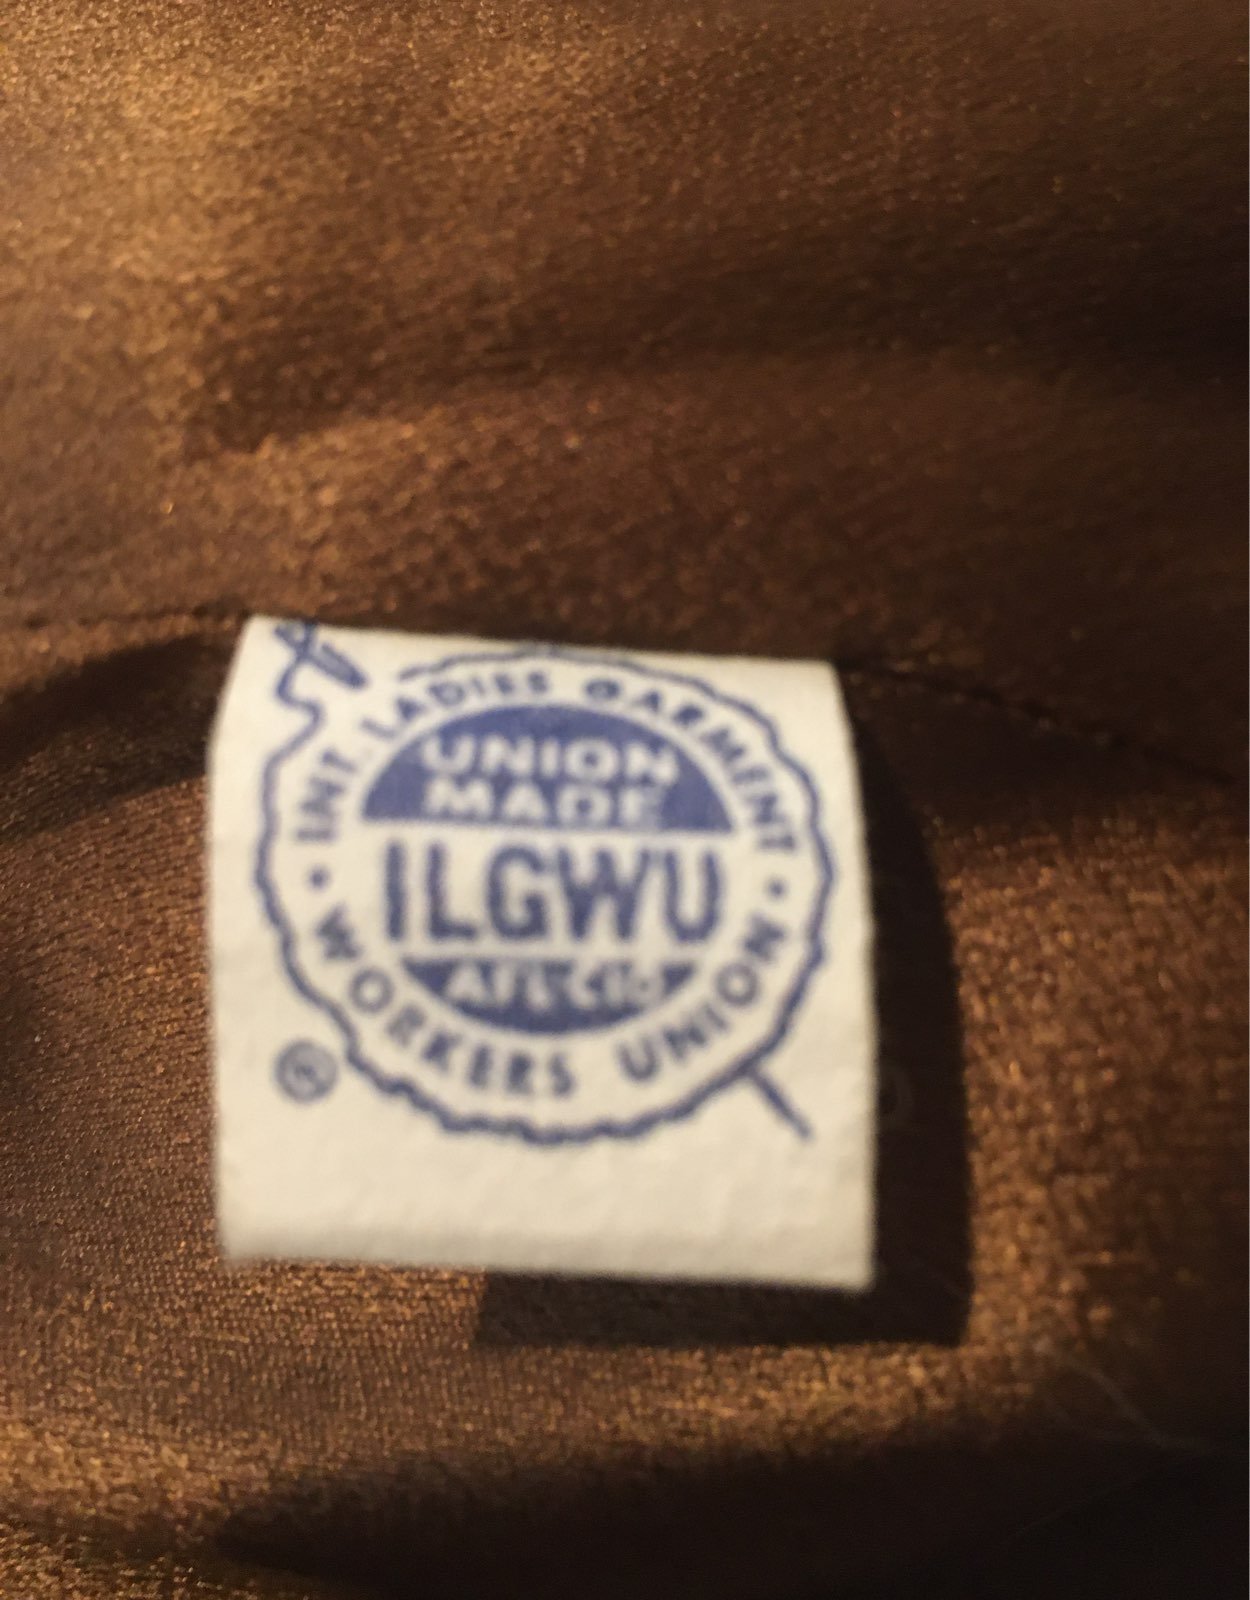 INT. LADIES GARMENT
UNION
MADE
ILGWU
AFL-CIO
WORKERS UNION
®